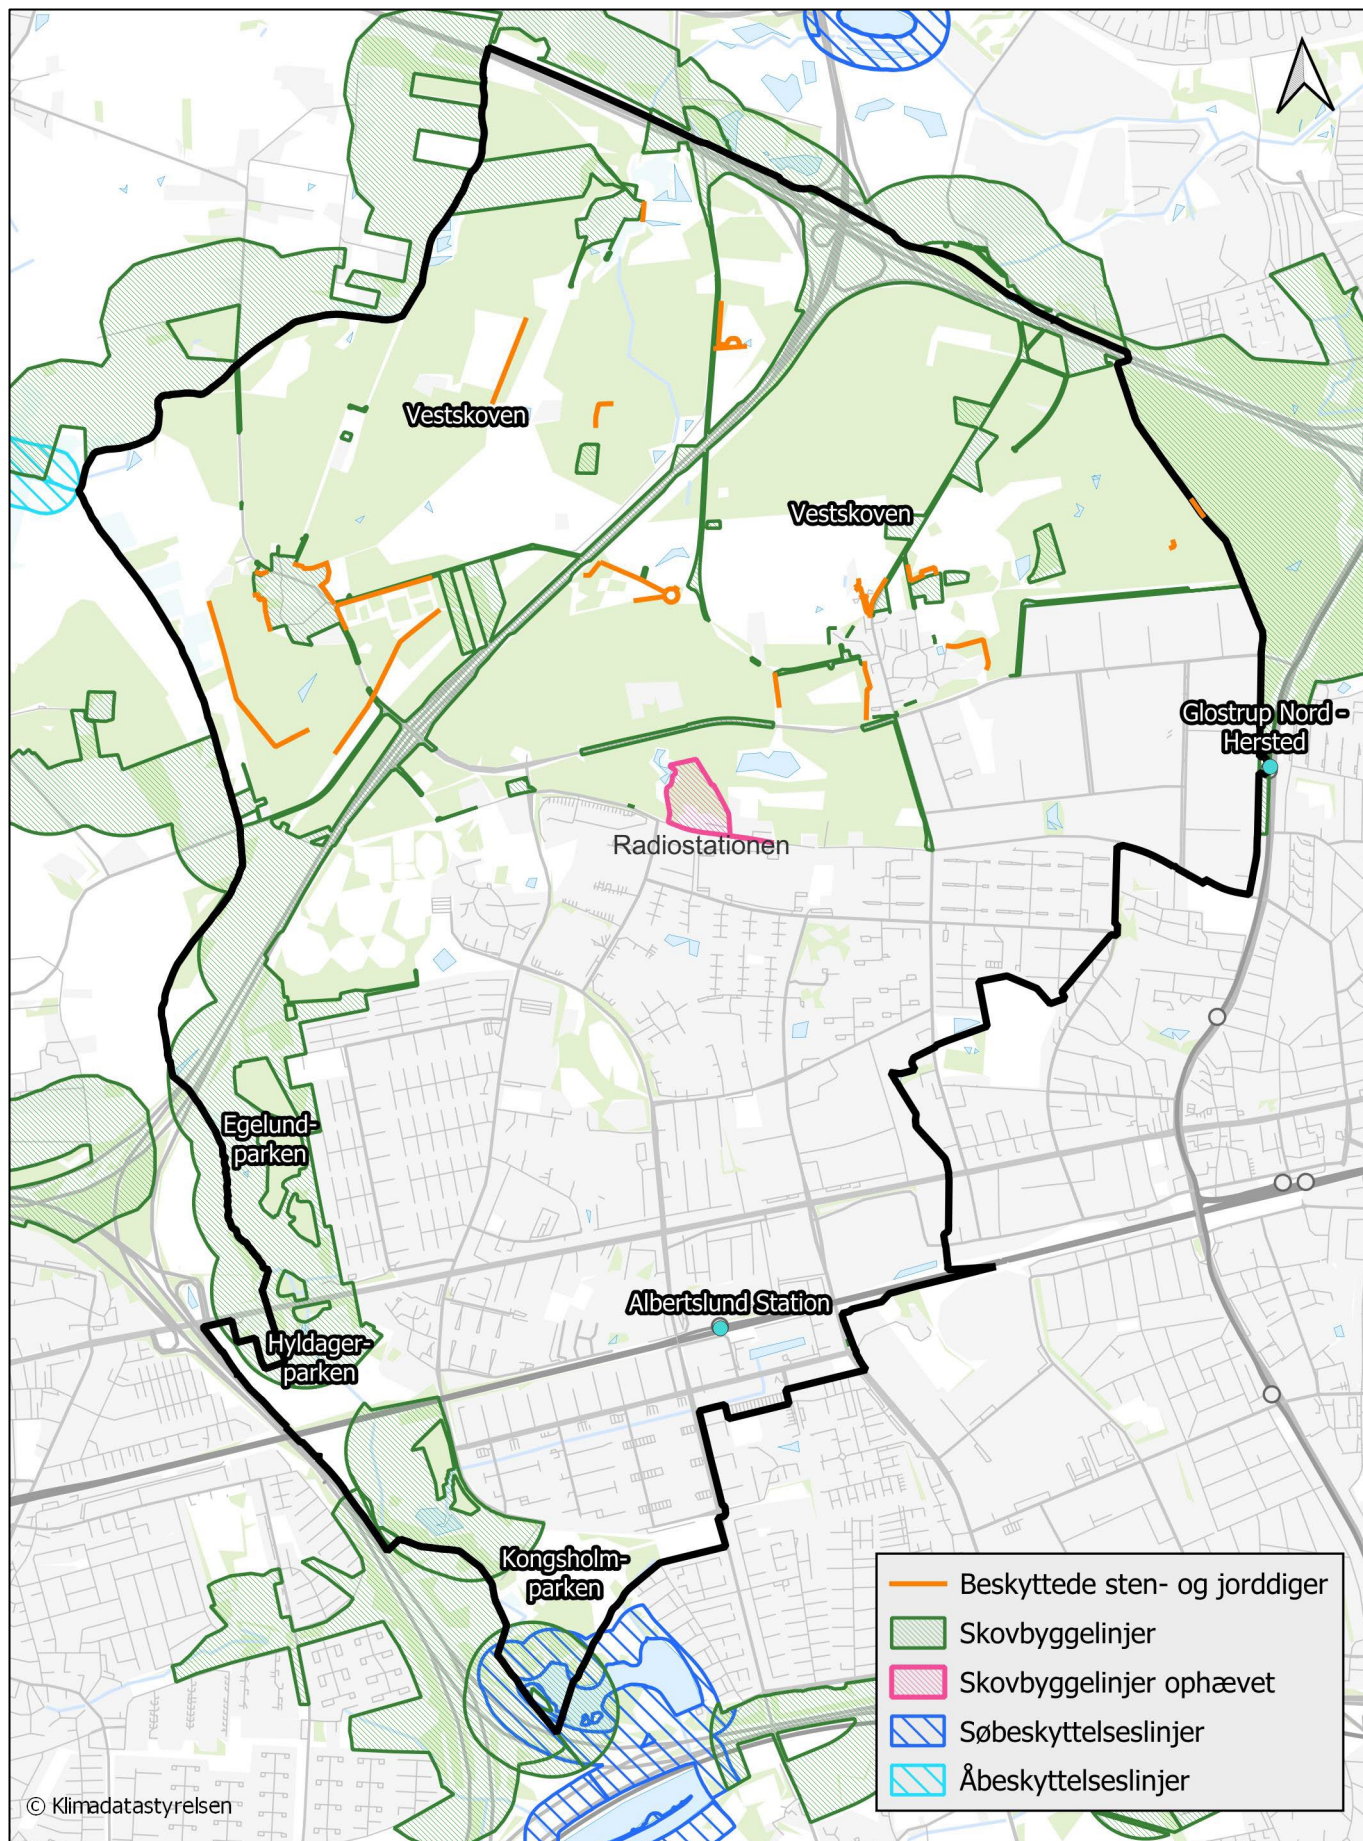 Vestskoven
Vestskoven
Glostrup Nord -
Hersted
Radiostationen
Egelund-
parken
Albertslund Station
Hyldager-
parken
Kongsholm-
parken
Beskyttede sten- og jorddiger
Skovbyggelinjer
Skovbyggelinjer ophævet
Søbeskyttelseslinjer
Åbeskyttelseslinjer
© Klimadatastyrelsen